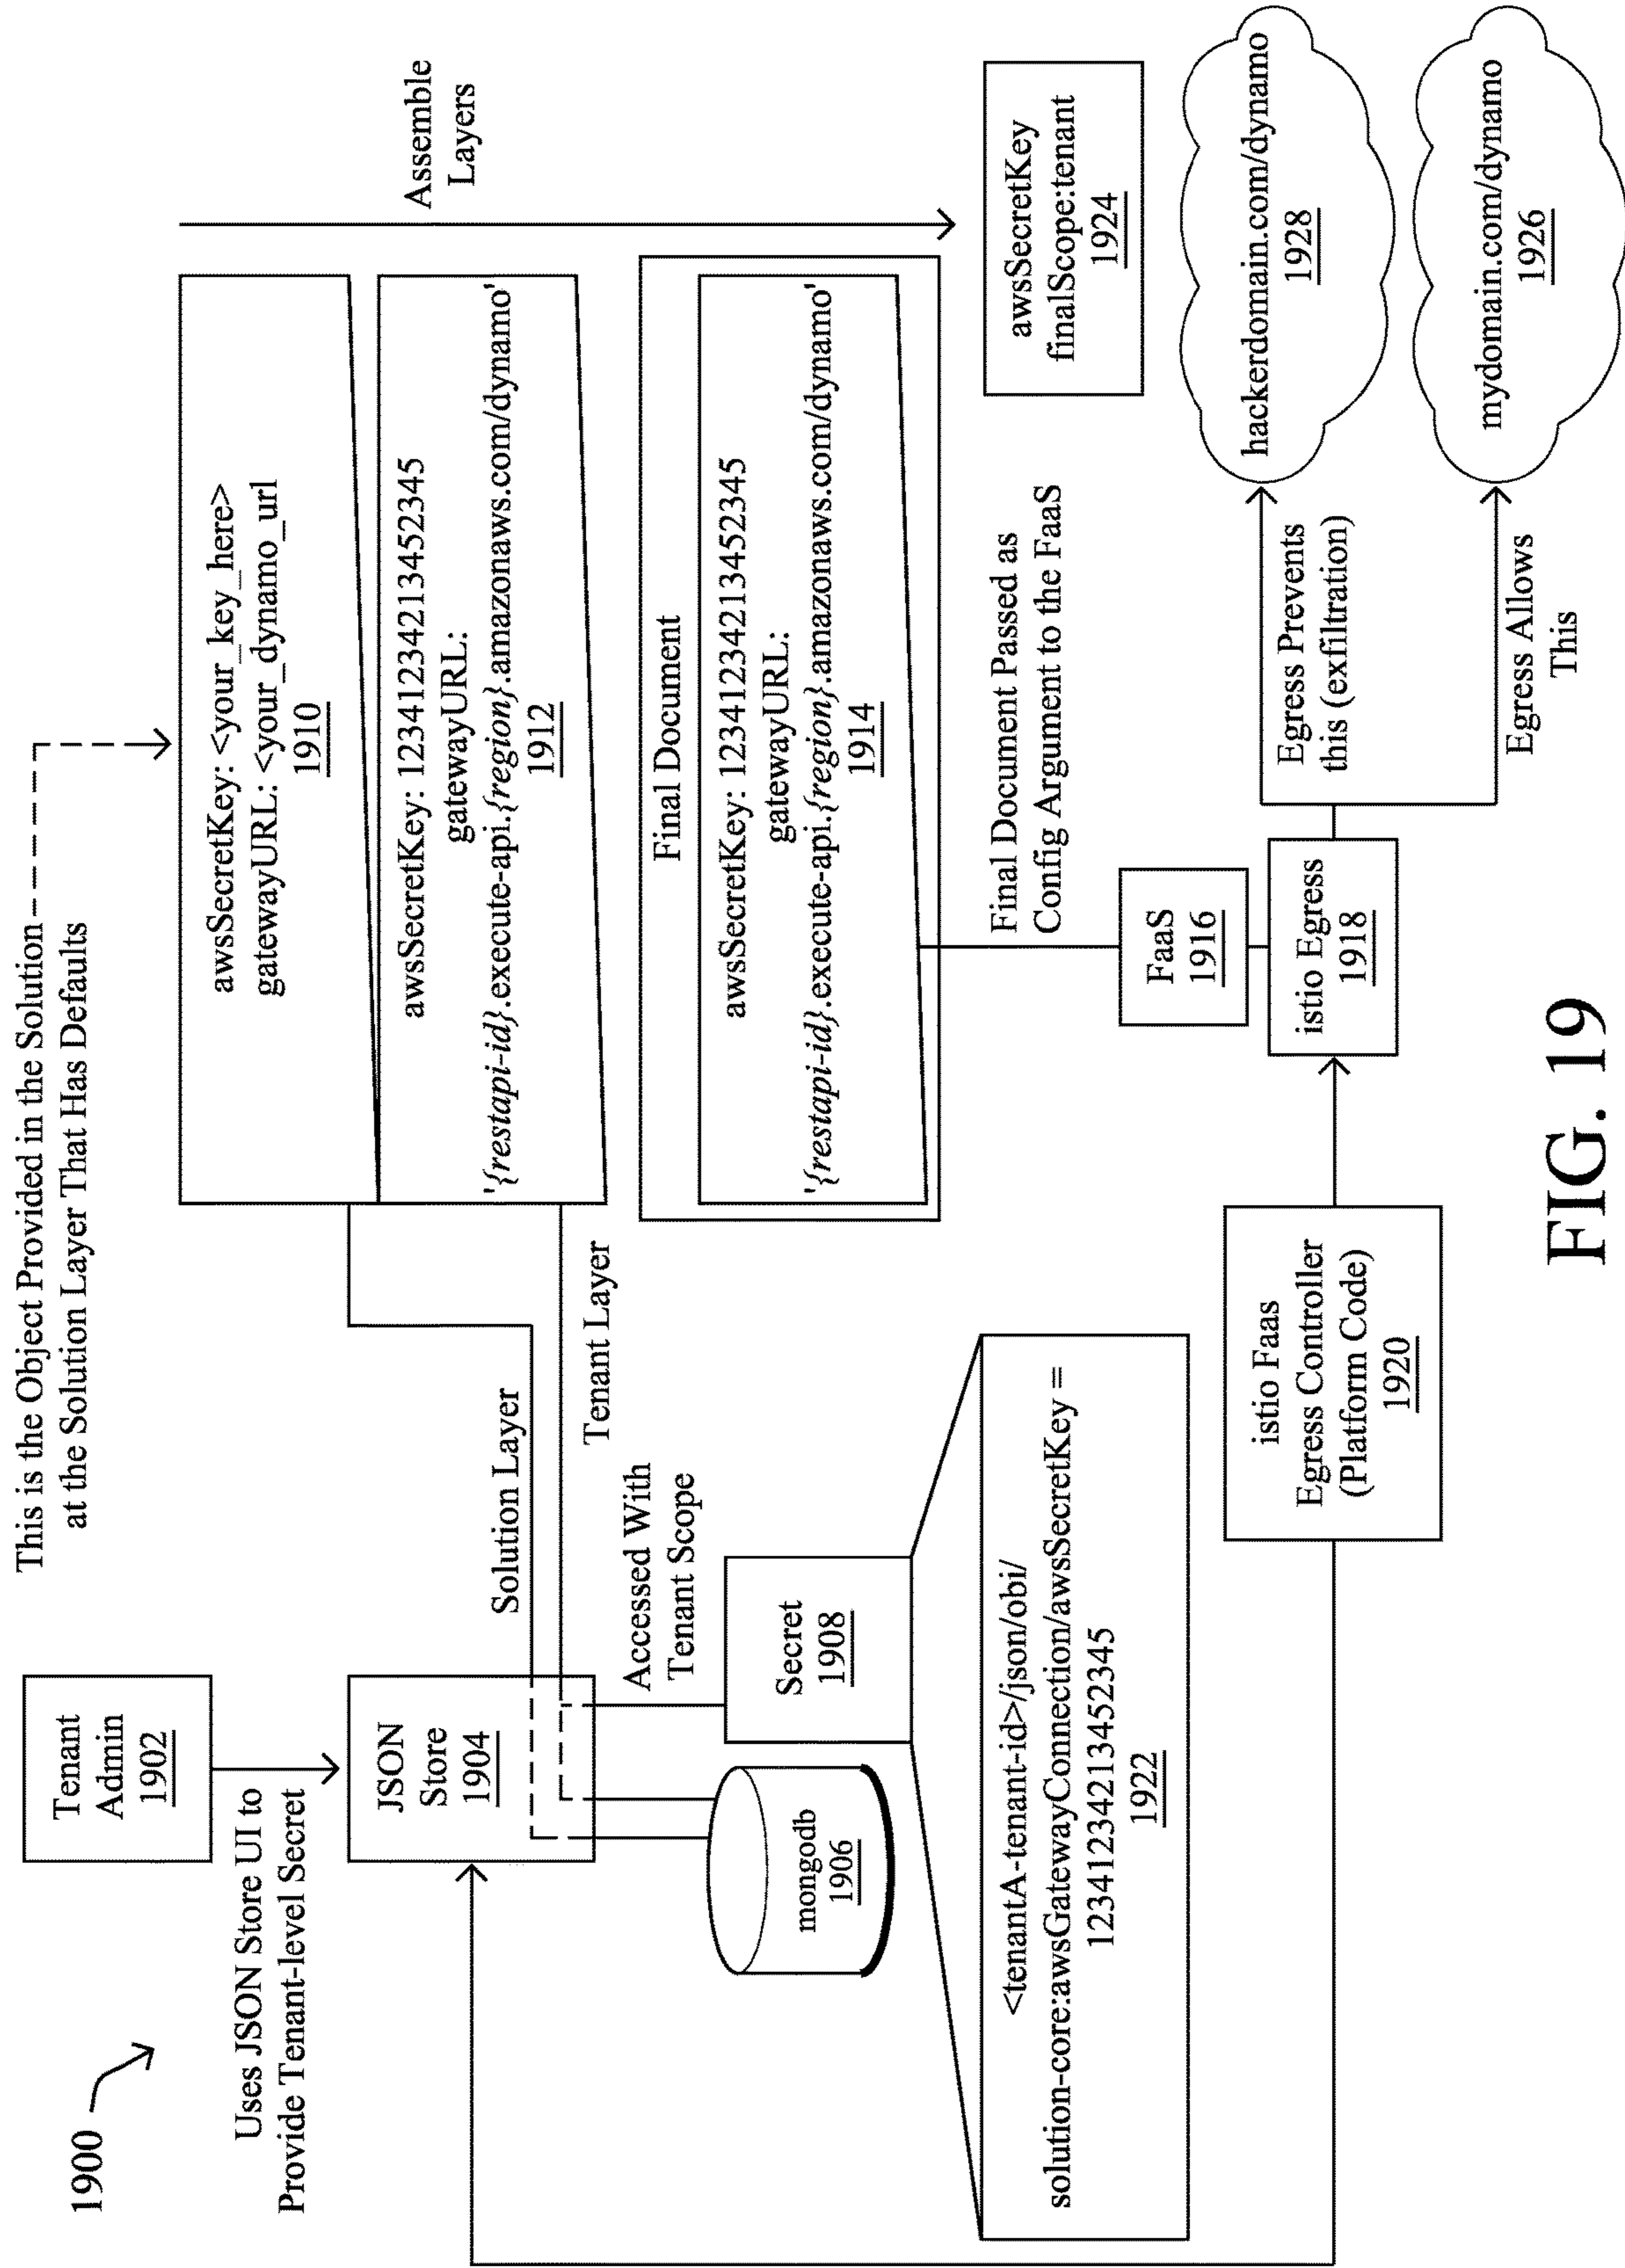 This is the Object Provided in the Solution
at the Solution Layer That Has Defaults
1900
Tenant
Admin
1902
Uses JSON Store UI to
Provide Tenant-level Secret
JSON
Store
1904
Solution Layer
Tenant Layer
Accessed With
Tenant Scope
mongodb
1906
Secret
1908
<tenantA-tenant-id>/json/obi/
solution-core:awsGatewayConnection/awsSecretKey =
12341234213452345
1922
awsSecretKey: <your_key_here>
gatewayURL: <your_dynamo_url
1910
awsSecretKey: 12341234213452345
gatewayURL:
'{restapi-id}.execute-api.{region}.amazonaws.com/dynamo'
1912
Assemble
Layers
Final Document
awsSecretKey: 12341234213452345
gatewayURL:
'{restapi-id}.execute-api.{region}.amazonaws.com/dynamo'
1914
awsSecretKey
finalScope:tenant
1924
Final Document Passed as
Config Argument to the FaaS
FaaS
1916
istio Egress
1918
istio Faas
Egress Controller
(Platform Code)
1920
Egress Prevents
this (exfiltration)
Egress Allows
This
hackerdomain.com/dynamo
1928
mydomain.com/dynamo
1926
FIG. 19